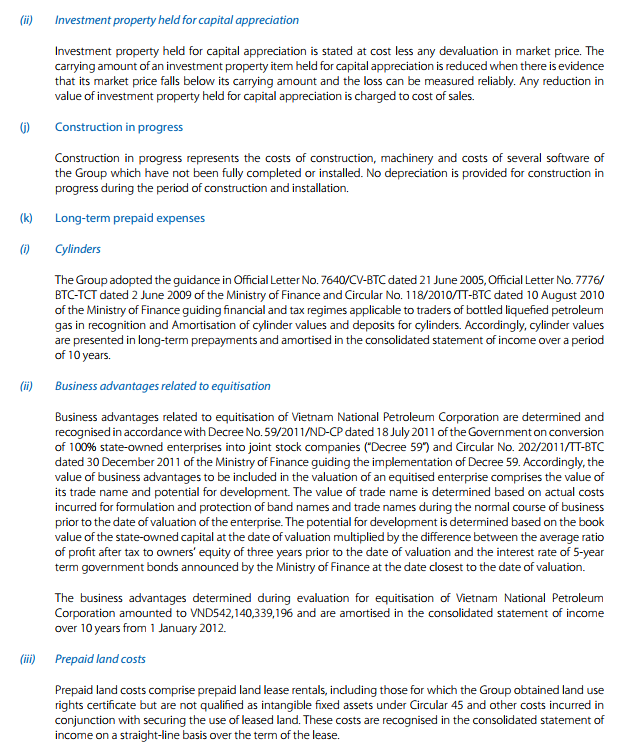 (ii) Investment property held for capital appreciation
Investment property held for capital appreciation is stated at cost less any devaluation in market price. The
carrying amount of an investment property item held for capital appreciation is reduced when there is evidence
that its market price falls below its carrying amount and the loss can be measured reliably. Any reduction in
value of investment property held for capital appreciation is charged to cost of sales.
(j) Construction in progress
Construction in progress represents the costs of construction, machinery and costs of several software of
the Group which have not been fully completed or installed. No depreciation is provided for construction in
progress during the period of construction and installation.
(k) Long-term prepaid expenses
(i) Cylinders
The Group adopted the guidance in Official Letter No. 7640/CV-BTC dated 21 June 2005, Official Letter No. 7776/
BTC-TCT dated 2 June 2009 of the Ministry of Finance and Circular No. 118/2010/TT-BTC dated 10 August 2010
of the Ministry of Finance guiding financial and tax regimes applicable to traders of bottled liquefied petroleum
gas in recognition and Amortisation of cylinder values and deposits for cylinders. Accordingly, cylinder values
are presented in long-term prepayments and amortised in the consolidated statement of income over a period
of 10 years.
(ii) Business advantages related to equitisation
Business advantages related to equitisation of Vietnam National Petroleum Corporation are determined and
recognised in accordance with Decree No. 59/2011/ND-CP dated 18 July 2011 of the Government on conversion
of 100% state-owned enterprises into joint stock companies ("Decree 59") and Circular No. 202/2011/TT-BTC
dated 30 December 2011 of the Ministry of Finance guiding the implementation of Decree 59. Accordingly, the
value of business advantages to be included in the valuation of an equitised enterprise comprises the value of
its trade name and potential for development. The value of trade name is determined based on actual costs
incurred for formulation and protection of band names and trade names during the normal course of business
prior to the date of valuation of the enterprise. The potential for development is determined based on the book
value of the state-owned capital at the date of valuation multiplied by the difference between the average ratio
of profit after tax to owners' equity of three years prior to the date of valuation and the interest rate of 5-year
term government bonds announced by the Ministry of Finance at the date closest to the date of valuation.
The business advantages determined during evaluation for equitisation of Vietnam National Petroleum
Corporation amounted to VND542,140,339,196 and are amortised in the consolidated statement of income
over 10 years from 1 January 2012.
(iii) Prepaid land costs
Prepaid land costs comprise prepaid land lease rentals, including those for which the Group obtained land use
rights certificate but are not qualified as intangible fixed assets under Circular 45 and other costs incurred in
conjunction with securing the use of leased land. These costs are recognised in the consolidated statement of
income on a straight-line basis over the term of the lease.